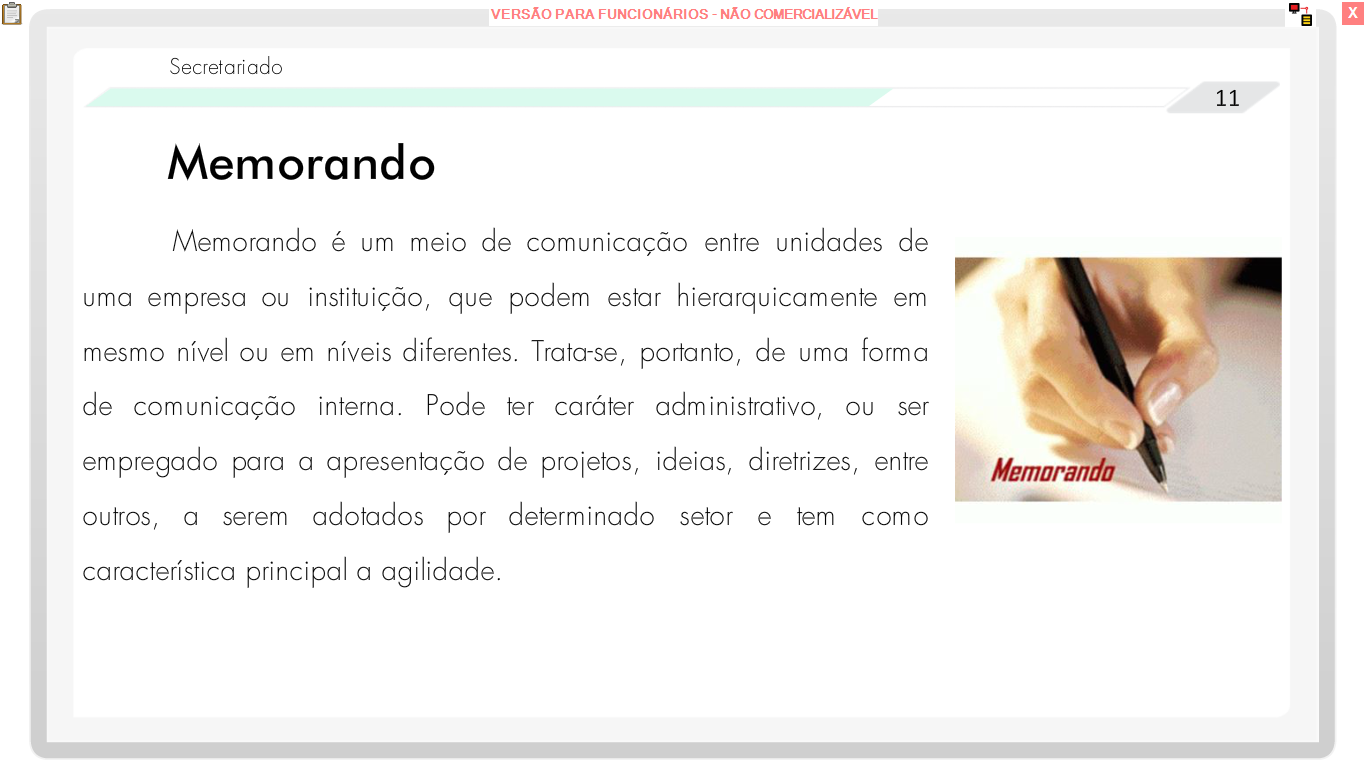 VERSÃO PARA FUNCIONÁRIOS - NÃO COMERCIALIZÁVEL
X
Secretariado
11
Memorando
Memorando é um meio de comunicação entre unidades de
uma empresa ou instituição, que podem estar hierarquicamente em
mesmo nível ou em níveis diferentes. Trata-se, portanto, de uma forma
de comunicação interna. Pode ter caráter administrativo, ou ser
empregado para a apresentação de projetos, ideias, diretrizes, entre
outros, a serem adotados por determinado setor e tem como
característica principal a agilidade.
Memorando